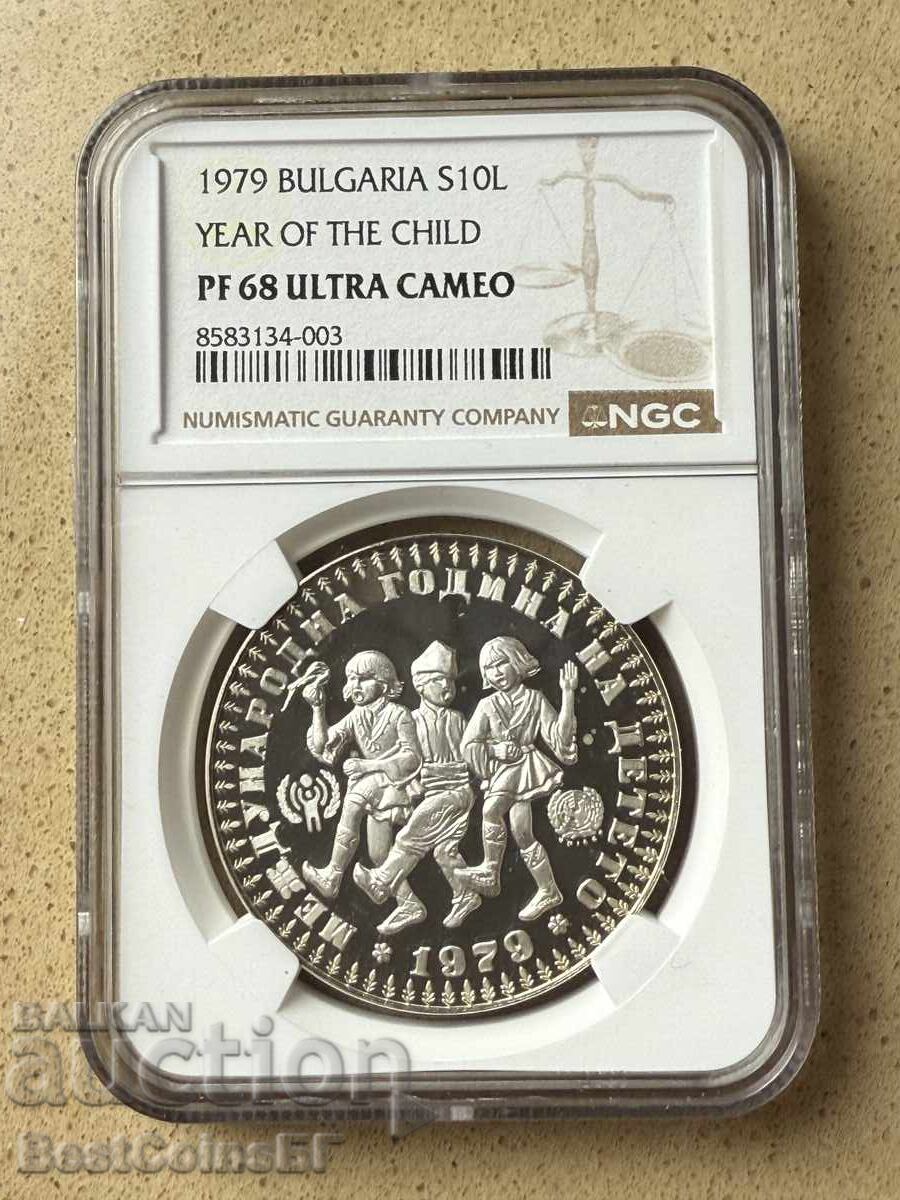 1979 BULGARIA S10L
YEAR OF THE CHILD
PF 68 ULTRA CAMEO
8583134-003
NUMISMATIC GUARANTY COMPANY
NGC
МЕЖДУНАРОДНА ГОДИНА НА ДЕТЕТО
1979
BALKAN
auction
BestCoinsБГ